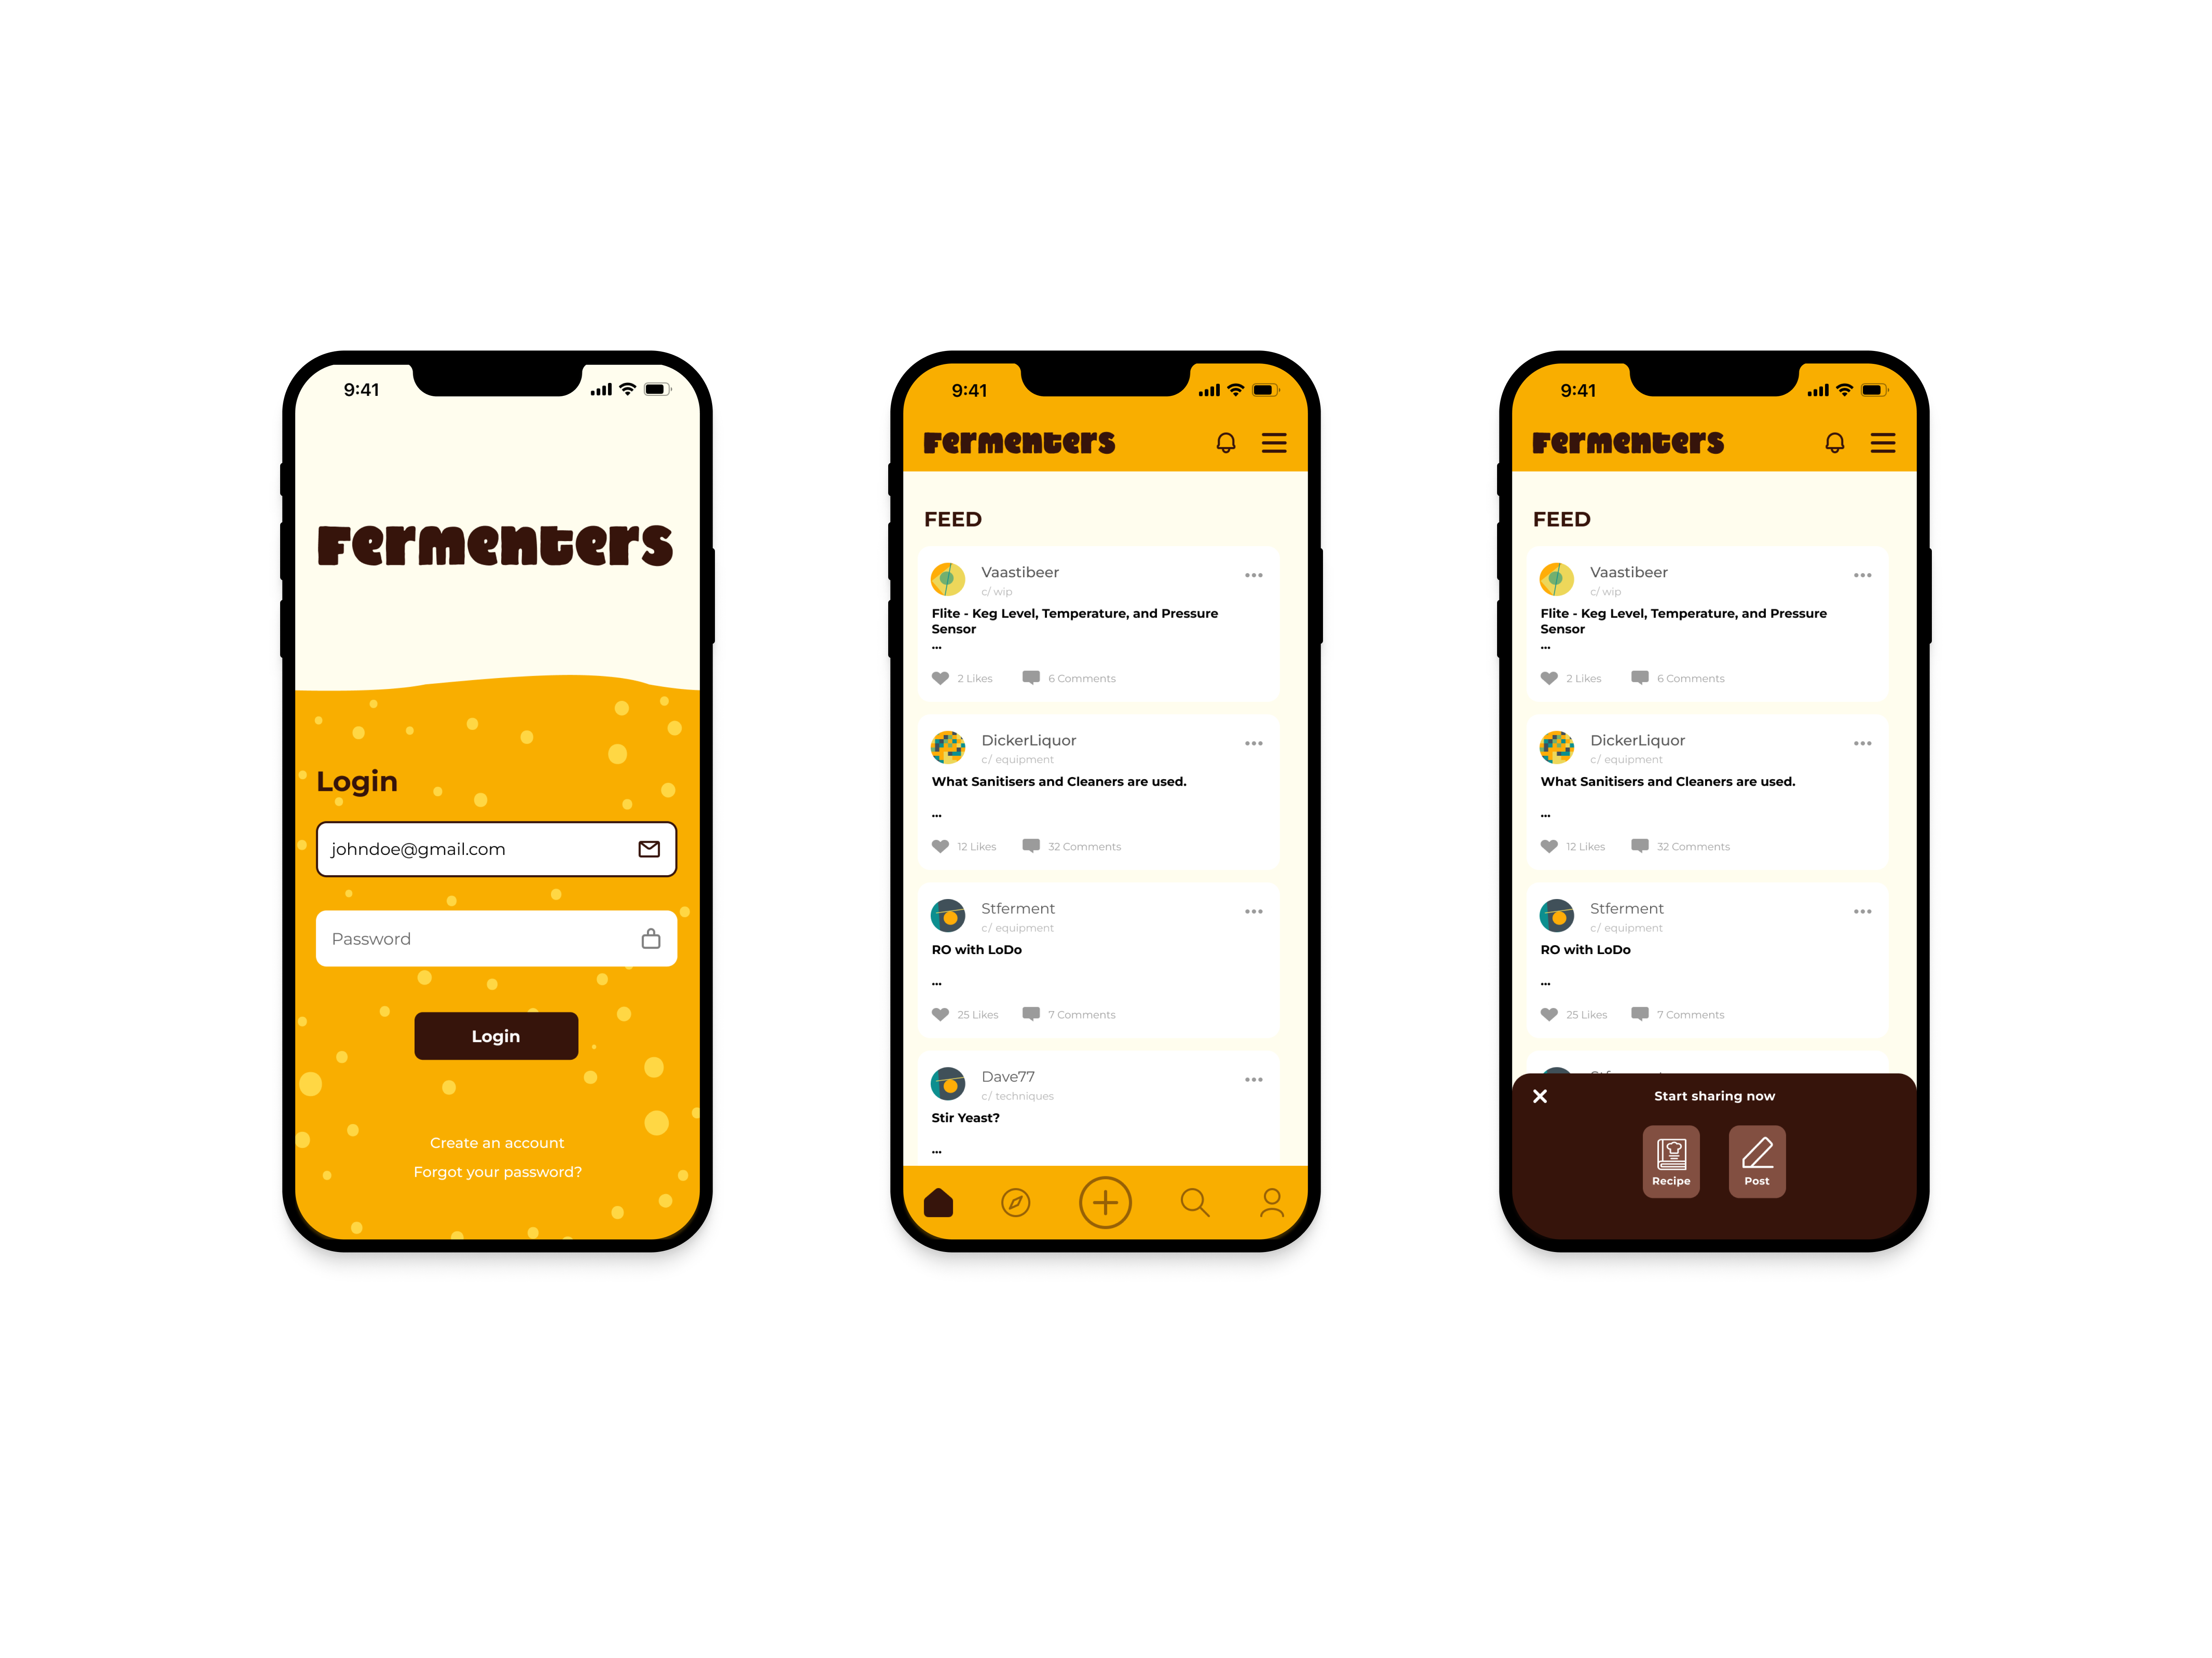 9:41
Fermenters
Login
johndoe@gmail.com
Password
Login
Create an account
Forgot your password?
9:41
Fermenters
FEED
Vaastibeer
c/ wip
Flite - Keg Level, Temperature, and Pressure
Sensor
...
2 Likes 6 Comments
DickerLiquor
c/ equipment
What Sanitisers and Cleaners are used.
...
12 Likes 32 Comments
Stferment
c/ equipment
RO with LoDo
...
25 Likes 7 Comments
Dave77
c/ techniques
Stir Yeast?
...
9:41
Fermenters
FEED
Vaastibeer
c/ wip
Flite - Keg Level, Temperature, and Pressure
Sensor
...
2 Likes 6 Comments
DickerLiquor
c/ equipment
What Sanitisers and Cleaners are used.
...
12 Likes 32 Comments
Stferment
c/ equipment
RO with LoDo
...
25 Likes 7 Comments
Start sharing now
Recipe Post